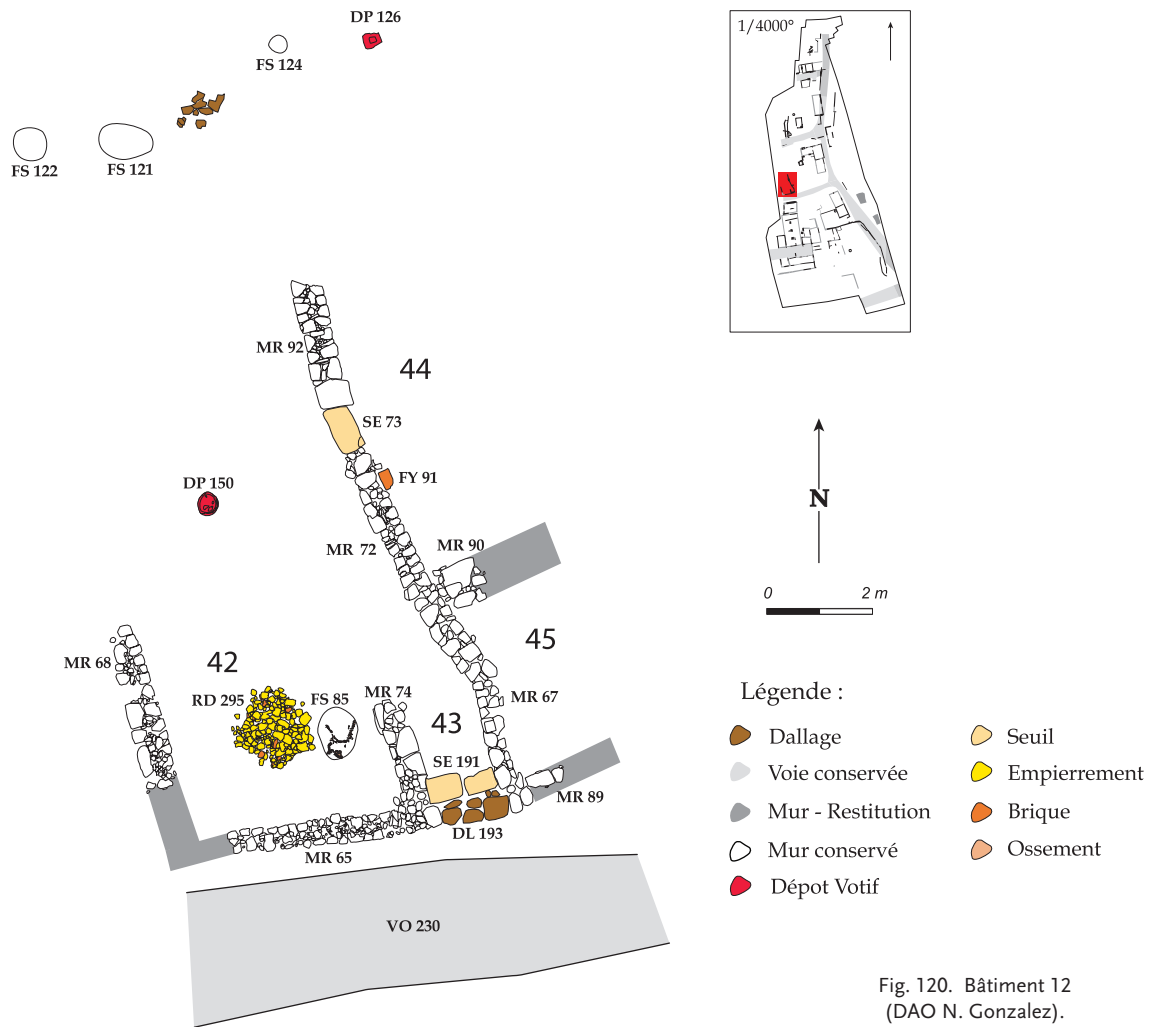 DP 126
1/4000°
FS 124
FS 122
FS 121
MR 92
44
SE 73
FY 91
DP 150
N
MR 72
MR 90
0 2 m
45
MR 68
42
RD 295
FS 85
MR 74
MR 67
43
SE 191
MR 89
DL 193
MR 65
VO 230
Légende :
Dallage
Seuil
Voie conservée
Empierrement
Mur - Restitution
Brique
Mur conservé
Ossement
Dépot Votif
Fig. 120. Bâtiment 12
(DAO N. Gonzalez).